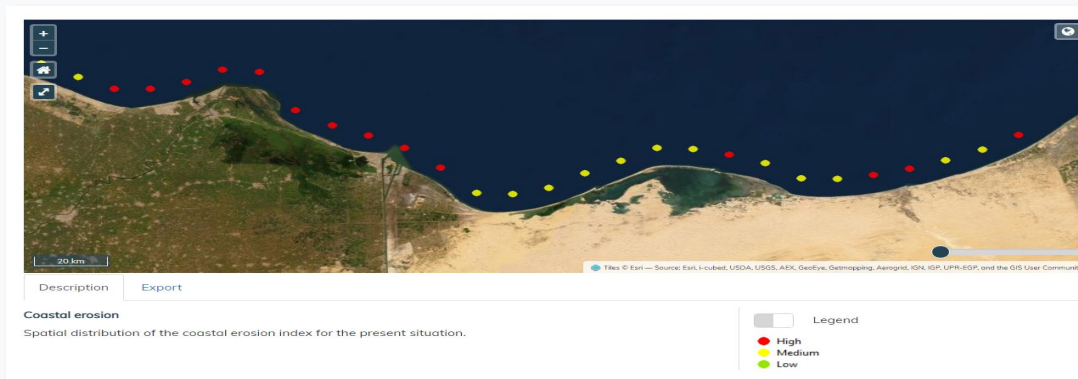 +
−
20 km
Tiles © Esri — Source: Esri, i-cubed, USDA, USGS, AEX, GeoEye, Getmapping, Aerogrid, IGN, IGP, UPR-EGP, and the GIS User Communit
Description Export
Coastal erosion
Spatial distribution of the coastal erosion index for the present situation.
Legend
High
Medium
Low